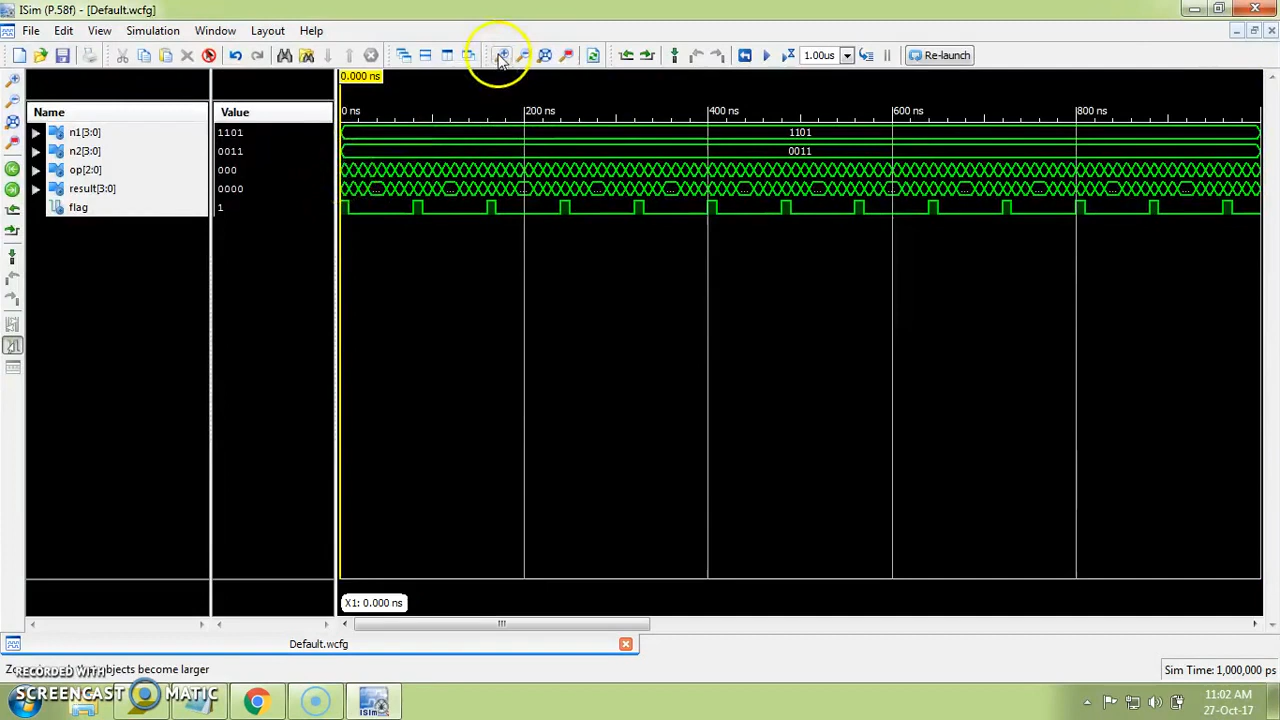 ISim (P.58f) - [Default.wcfg]
File Edit View Simulation Window Layout Help
1.00us Re-launch
0.000 ns
Name Value
0 ns 200 ns 400 ns 600 ns 800 ns
n1[3:0] 1101 1101
n2[3:0] 0011 0011
op[2:0] 000
result[3:0] 0000 ... ... ... ... ... ... ... ... ... ... ... ...
flag 1
X1: 0.000 ns
Default.wcfg
objects become larger Sim Time: 1,000,000 ps
RECORDED WITH
SCREENCAST MATIC
ISim
11:02 AM
27-Oct-17